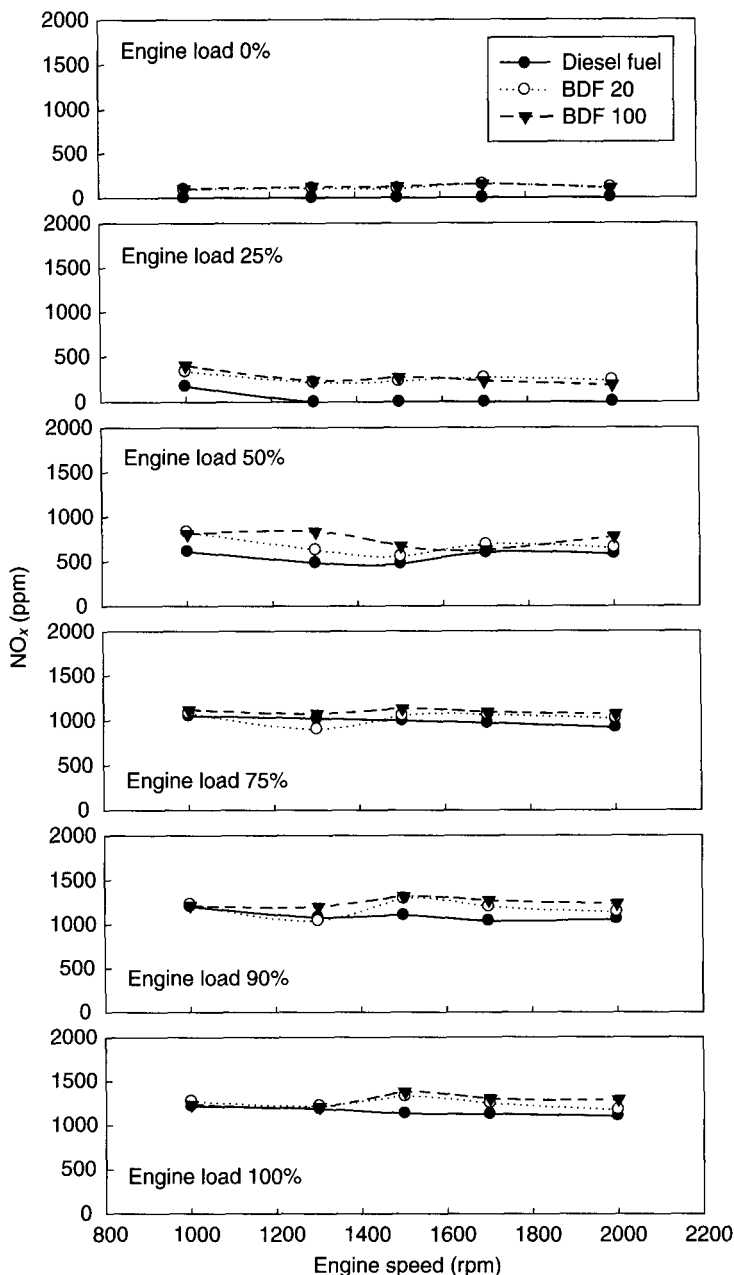 2000
Engine load 0%
Diesel fuel
1500
BDF 20
1000
BDF 100
500
0
2000
Engine load 25%
1500
1000
500
0
2000
Engine load 50%
1500
1000
500
0
NOx (ppm)
2000
1500
1000
500
Engine load 75%
0
2000
1500
1000
500
Engine load 90%
0
2000
1500
1000
500
Engine load 100%
0
800 1000 1200 1400 1600 1800 2000 2200
Engine speed (rpm)